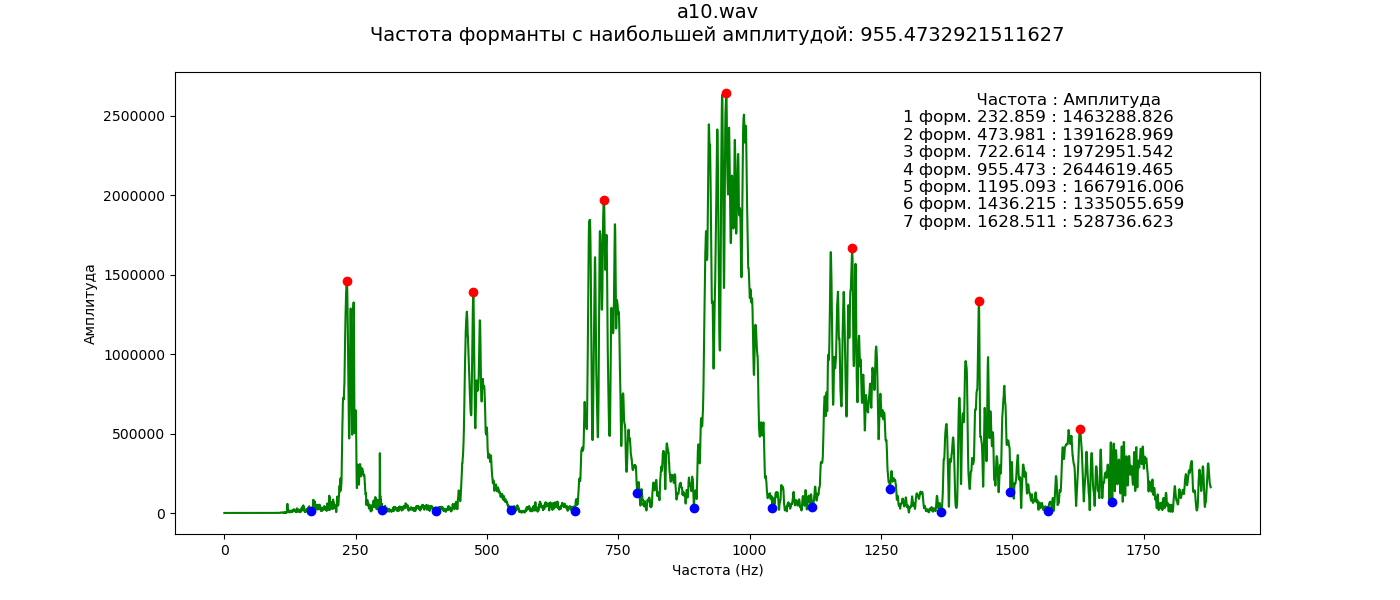 a10.wav
Частота форманты с наибольшей амплитудой: 955.4732921511627
Частота : Амплитуда
1 форм. 232.859 : 1463288.826
2 форм. 473.981 : 1391628.969
3 форм. 722.614 : 1972951.542
4 форм. 955.473 : 2644619.465
5 форм. 1195.093 : 1667916.006
6 форм. 1436.215 : 1335055.659
7 форм. 1628.511 : 528736.623
Амплитуда
2500000
2000000
1500000
1000000
500000
0
0 250 500 750 1000 1250 1500 1750
Частота (Hz)